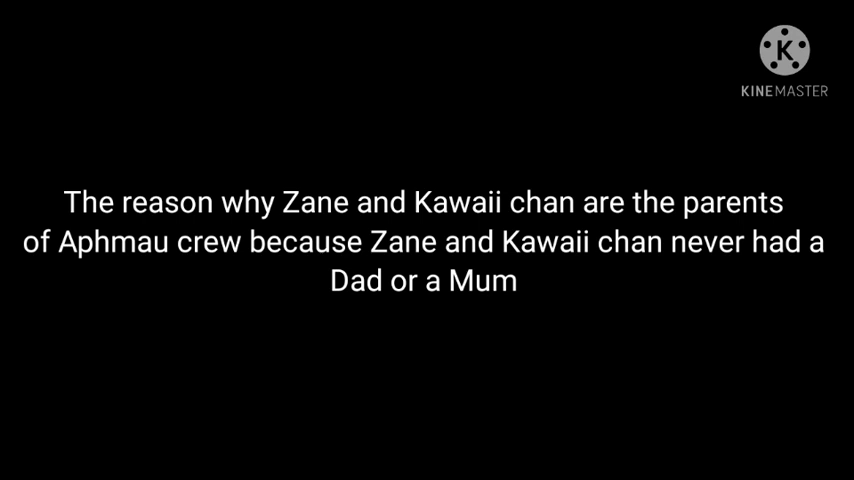 KINEMASTER
The reason why Zane and Kawaii chan are the parents
of Aphmau crew because Zane and Kawaii chan never had a
Dad or a Mum